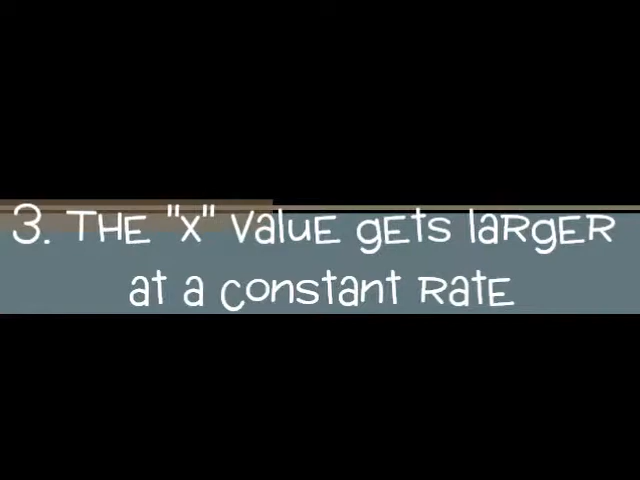 3. THE "x" value gets larger
at a constant rate